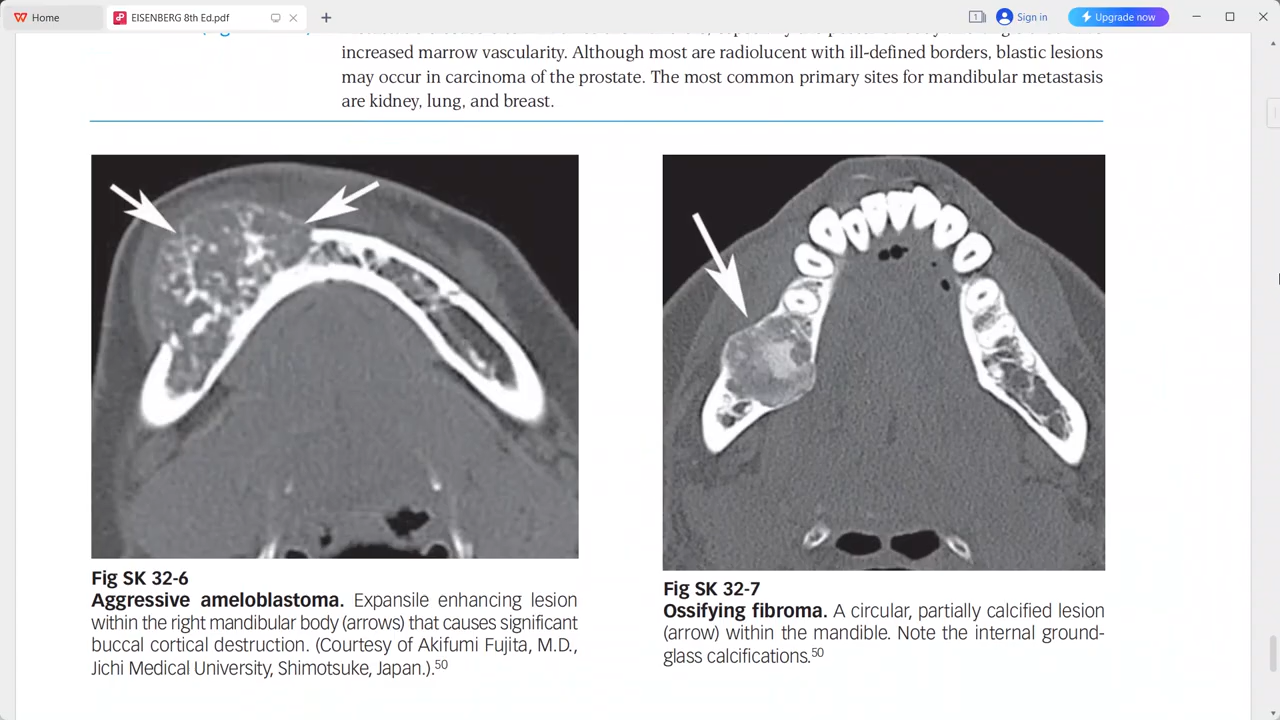 Home
EISENBERG 8th Ed.pdf
1
Sign in
Upgrade now
increased marrow vascularity. Although most are radiolucent with ill-defined borders, blastic lesions
may occur in carcinoma of the prostate. The most common primary sites for mandibular metastasis
are kidney, lung, and breast.
Fig SK 32-6
Aggressive ameloblastoma. Expansile enhancing lesion
within the right mandibular body (arrows) that causes significant
buccal cortical destruction. (Courtesy of Akifumi Fujita, M.D.,
Jichi Medical University, Shimotsuke, Japan.).50
Fig SK 32-7
Ossifying fibroma. A circular, partially calcified lesion
(arrow) within the mandible. Note the internal ground-
glass calcifications.50